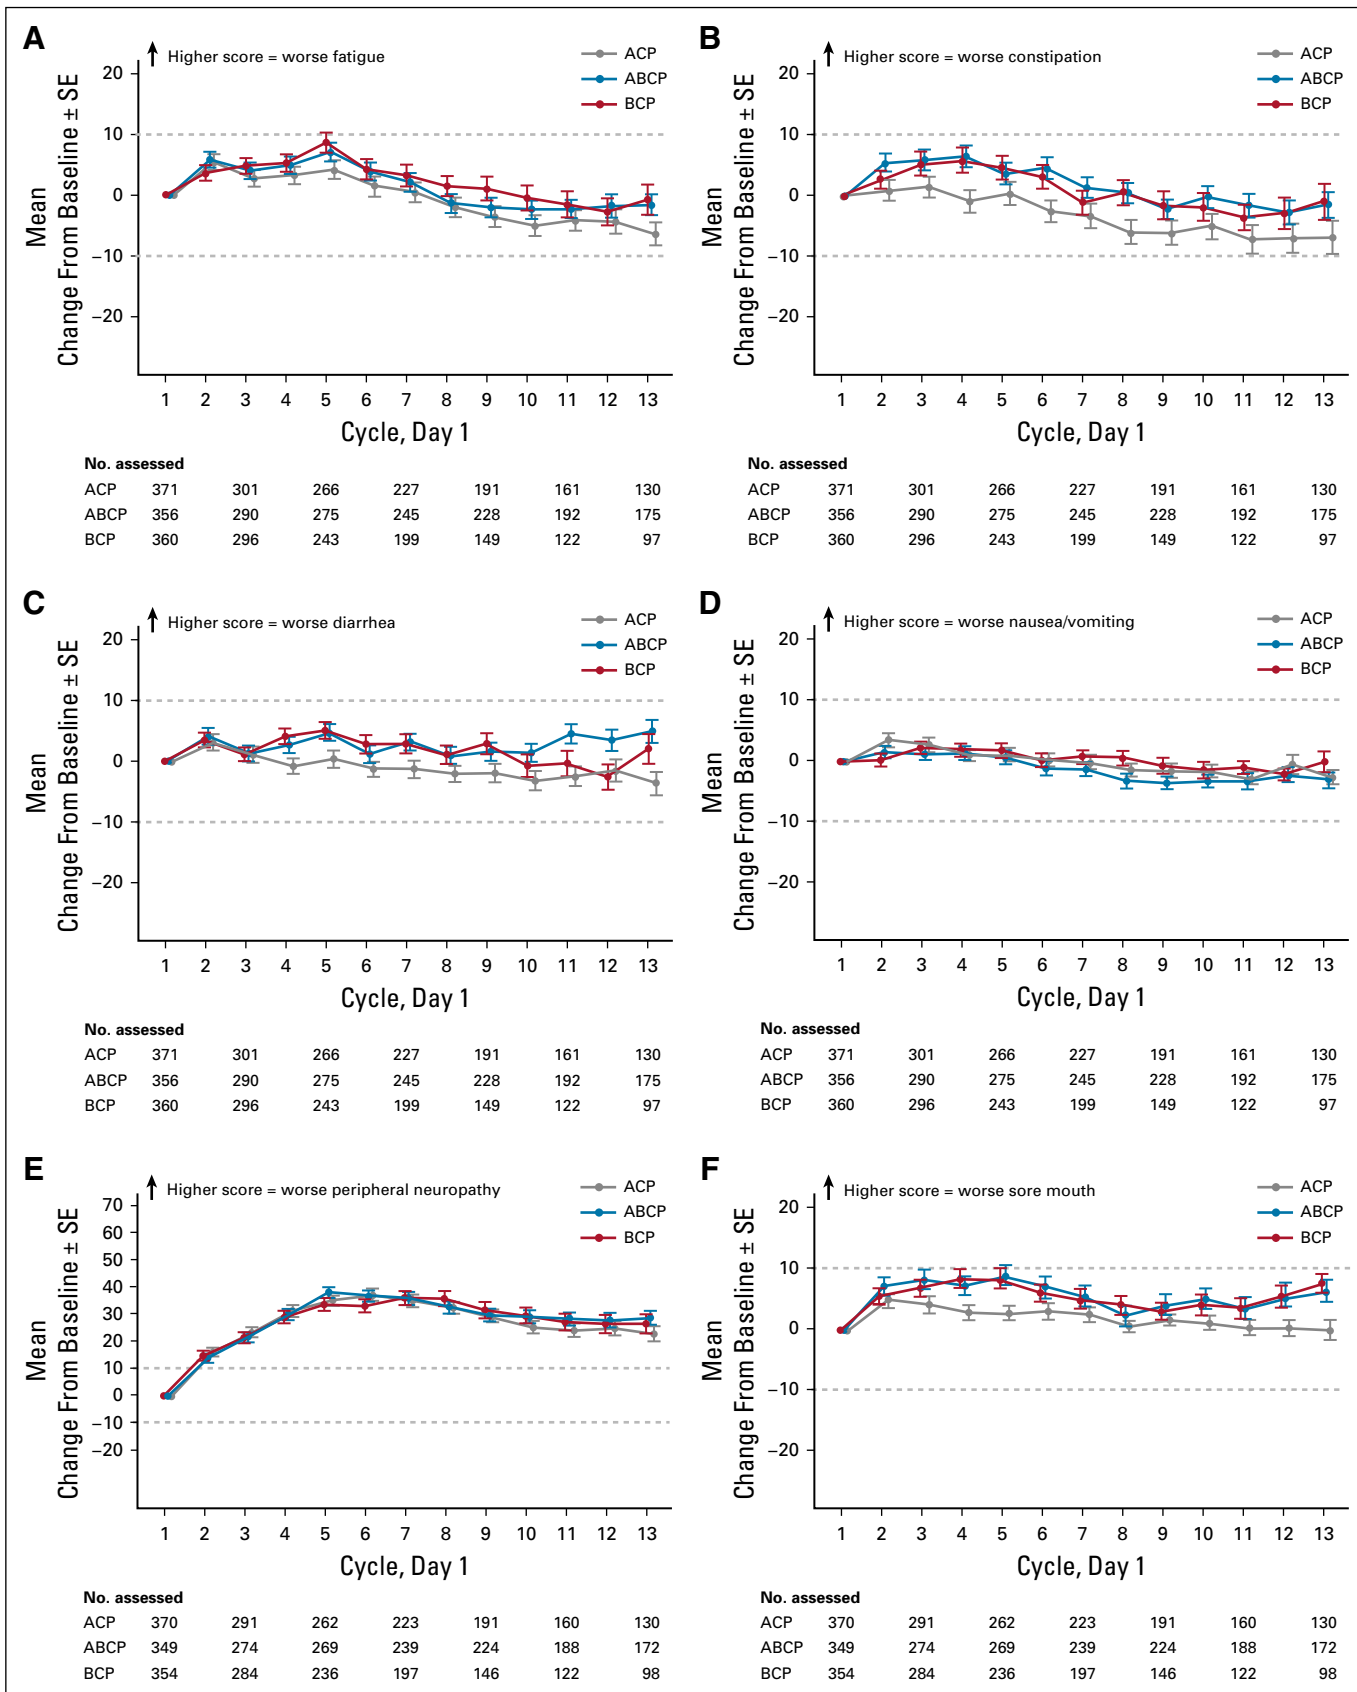 A
Higher score = worse fatigue
ACP
ABCP
BCP
Mean
Change From Baseline ± SE
20
10
0
−10
−20
1 2 3 4 5 6 7 8 9 10 11 12 13
Cycle, Day 1
No. assessed
ACP 371 301 266 227 191 161 130
ABCP 356 290 275 245 228 192 175
BCP 360 296 243 199 149 122 97
B
Higher score = worse constipation
ACP
ABCP
BCP
Mean
Change From Baseline ± SE
20
10
0
−10
−20
1 2 3 4 5 6 7 8 9 10 11 12 13
Cycle, Day 1
No. assessed
ACP 371 301 266 227 191 161 130
ABCP 356 290 275 245 228 192 175
BCP 360 296 243 199 149 122 97
C
Higher score = worse diarrhea
ACP
ABCP
BCP
Mean
Change From Baseline ± SE
20
10
0
−10
−20
1 2 3 4 5 6 7 8 9 10 11 12 13
Cycle, Day 1
No. assessed
ACP 371 301 266 227 191 161 130
ABCP 356 290 275 245 228 192 175
BCP 360 296 243 199 149 122 97
D
Higher score = worse nausea/vomiting
ACP
ABCP
BCP
Mean
Change From Baseline ± SE
20
10
0
−10
−20
1 2 3 4 5 6 7 8 9 10 11 12 13
Cycle, Day 1
No. assessed
ACP 371 301 266 227 191 161 130
ABCP 356 290 275 245 228 192 175
BCP 360 296 243 199 149 122 97
E
Higher score = worse peripheral neuropathy
ACP
ABCP
BCP
Mean
Change From Baseline ± SE
70
60
50
40
30
20
10
0
−10
−20
1 2 3 4 5 6 7 8 9 10 11 12 13
Cycle, Day 1
No. assessed
ACP 370 291 262 223 191 160 130
ABCP 349 274 269 239 224 188 172
BCP 354 284 236 197 146 122 98
F
Higher score = worse sore mouth
ACP
ABCP
BCP
Mean
Change From Baseline ± SE
20
10
0
−10
−20
1 2 3 4 5 6 7 8 9 10 11 12 13
Cycle, Day 1
No. assessed
ACP 370 291 262 223 191 160 130
ABCP 349 274 269 239 224 188 172
BCP 354 284 236 197 146 122 98